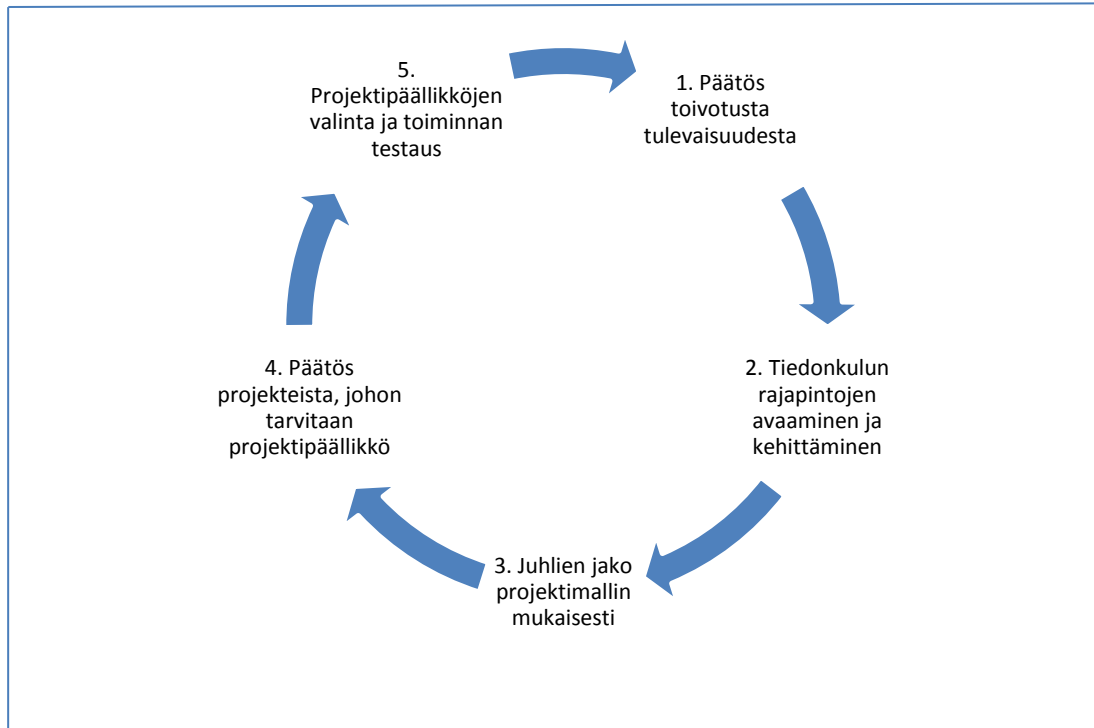 1. Päätös
toivotusta
tulevaisuudesta
2. Tiedonkulun
rajapintojen
avaaminen ja
kehittäminen
3. Juhlien jako
projektimallin
mukaisesti
4. Päätös
projekteista, johon
tarvitaan
projektipäällikkö
5.
Projektipäällikköjen
valinta ja toiminnan
testaus